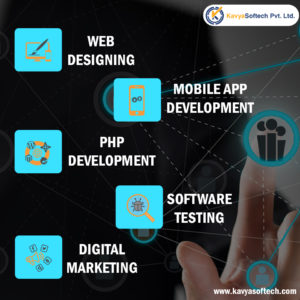 KavyaSoftech Pvt. Ltd.
WEB
DESIGNING
MOBILE APP
DEVELOPMENT
PHP
DEVELOPMENT
SOFTWARE
TESTING
DIGITAL
MARKETING
www.kavyasoftech.com